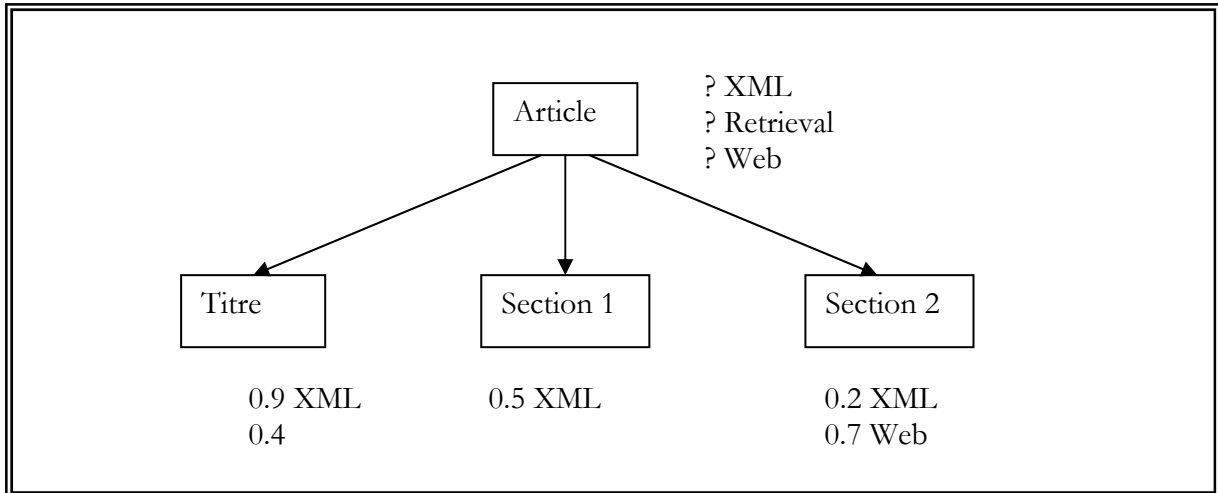 Article
? XML
? Retrieval
? Web
Titre
Section 1
Section 2
0.9 XML
0.4
0.5 XML
0.2 XML
0.7 Web